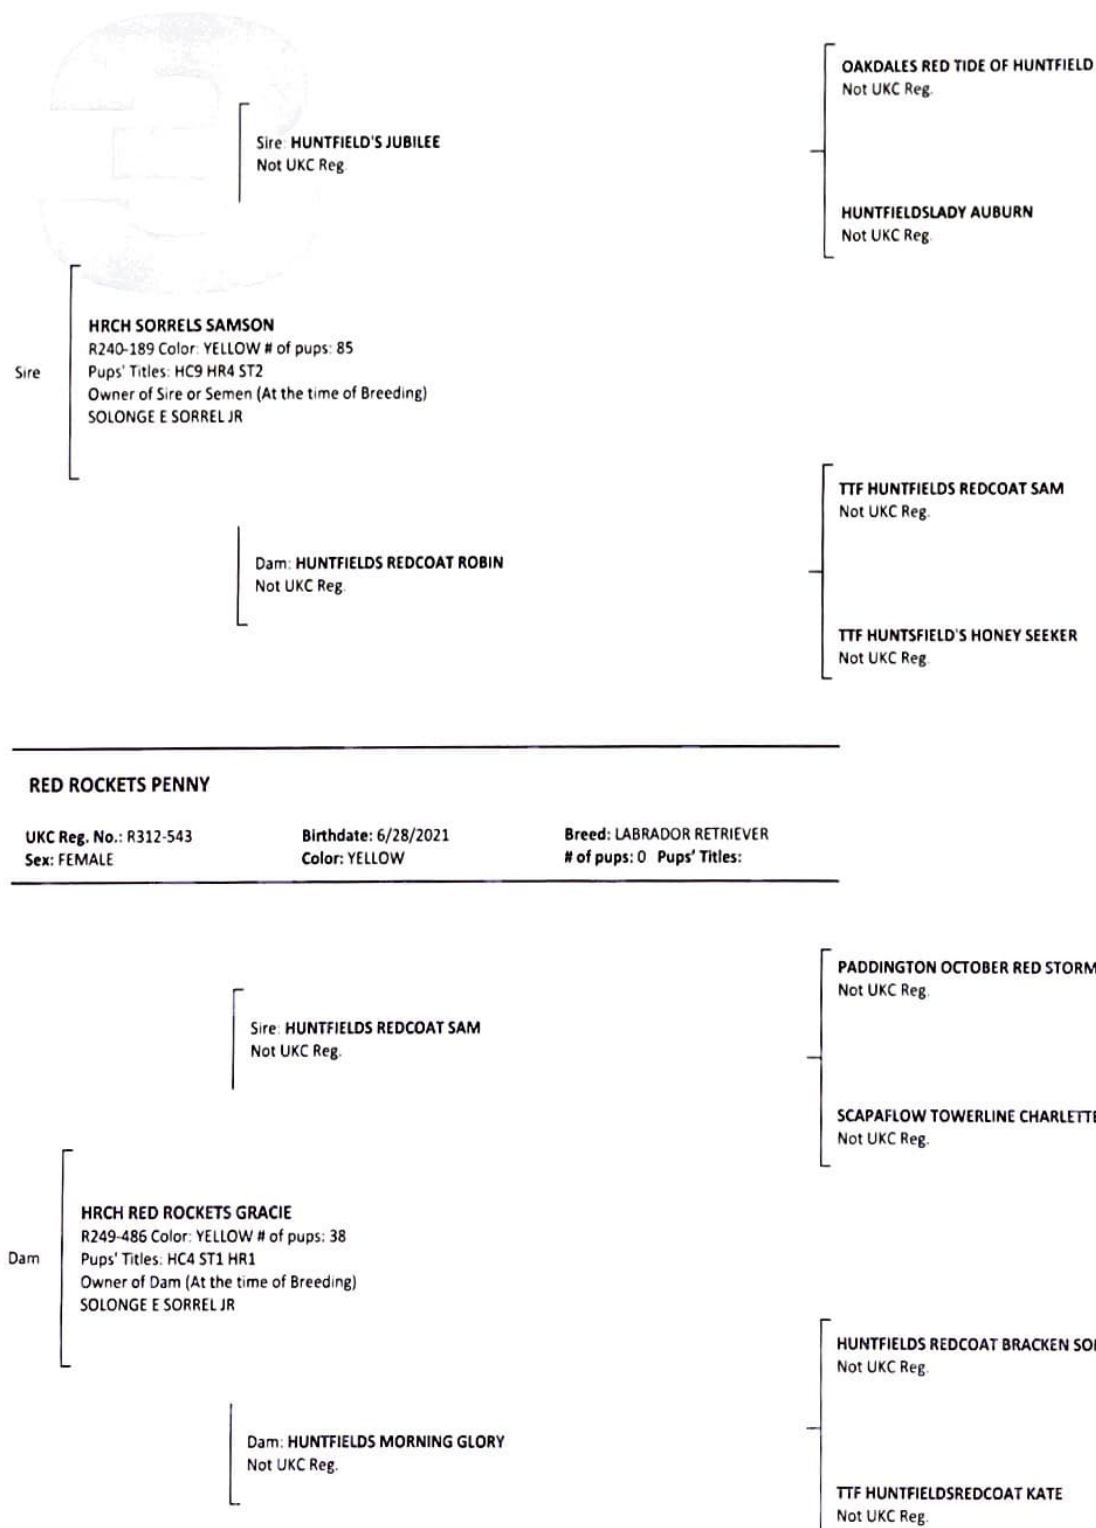 OAKDALES RED TIDE OF HUNTFIELD
Not UKC Reg.
Sire: HUNTFIELD'S JUBILEE
Not UKC Reg.
HUNTFIELDSLADY AUBURN
Not UKC Reg.
Sire
HRCH SORRELS SAMSON
R240-189 Color: YELLOW # of pups: 85
Pups' Titles: HC9 HR4 ST2
Owner of Sire or Semen (At the time of Breeding)
SOLONGE E SORREL JR
TTF HUNTFIELDS REDCOAT SAM
Not UKC Reg.
Dam: HUNTFIELDS REDCOAT ROBIN
Not UKC Reg.
TTF HUNTSFIELD'S HONEY SEEKER
Not UKC Reg.
RED ROCKETS PENNY
UKC Reg. No.: R312-543 Birthdate: 6/28/2021 Breed: LABRADOR RETRIEVER
Sex: FEMALE Color: YELLOW # of pups: 0 Pups' Titles:
PADDINGTON OCTOBER RED STORM
Not UKC Reg.
Sire: HUNTFIELDS REDCOAT SAM
Not UKC Reg.
SCAPAFLOW TOWERLINE CHARLETTE
Not UKC Reg.
Dam
HRCH RED ROCKETS GRACIE
R249-486 Color: YELLOW # of pups: 38
Pups' Titles: HC4 ST1 HR1
Owner of Dam (At the time of Breeding)
SOLONGE E SORREL JR
HUNTFIELDS REDCOAT BRACKEN
Not UKC Reg.
Dam: HUNTFIELDS MORNING GLORY
Not UKC Reg.
TTF HUNTFIELDSREDCOAT KATE
Not UKC Reg.